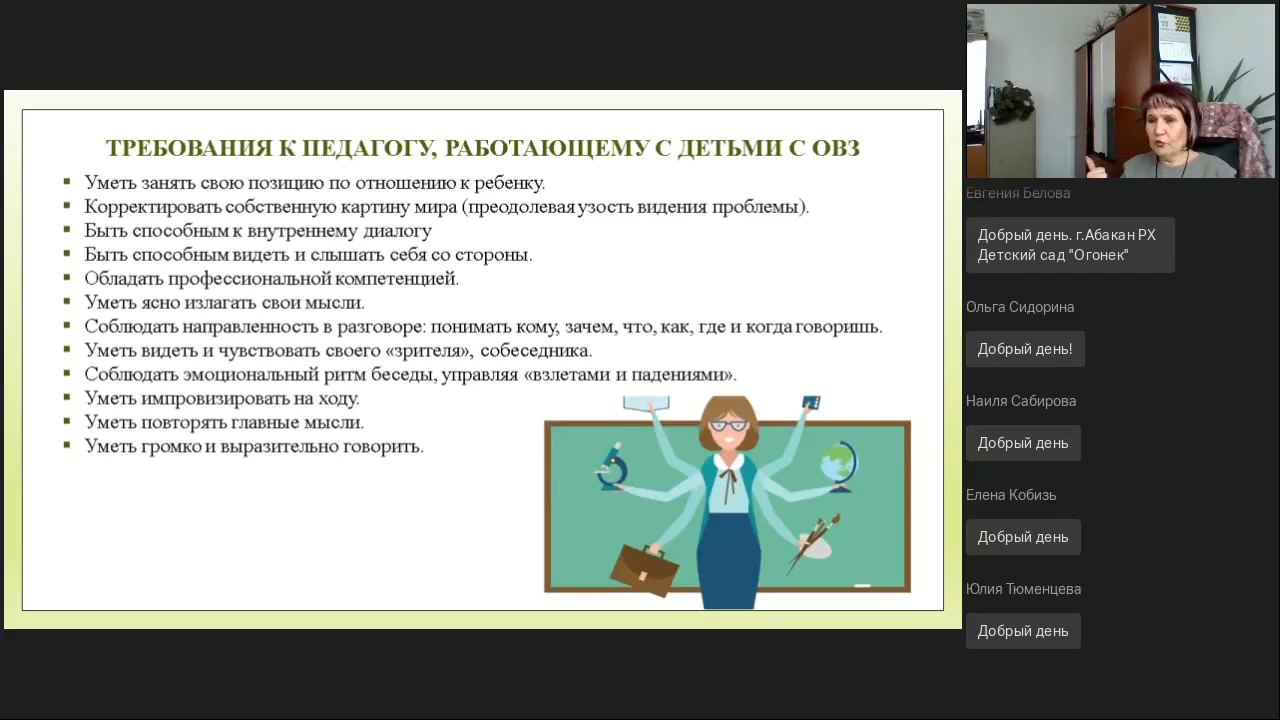 ТРЕБОВАНИЯ К ПЕДАГОГУ, РАБОТАЮЩЕМУ С ДЕТЬМИ С ОВЗ
Уметь занять свою позицию по отношению к ребенку.
Корректировать собственную картину мира (преодолевая узость видения проблемы).
Быть способным к внутреннему диалогу
Быть способным видеть и слышать себя со стороны.
Обладать профессиональной компетенцией.
Уметь ясно излагать свои мысли.
Соблюдать направленность в разговоре: понимать кому, зачем, что, как, где и когда говоришь.
Уметь видеть и чувствовать своего «зрителя», собеседника.
Соблюдать эмоциональный ритм беседы, управляя «взлетами и падениями».
Уметь импровизировать на ходу.
Уметь повторять главные мысли.
Уметь громко и выразительно говорить.
Евгения Белова
Добрый день. г.Абакан РХ
Детский сад "Огонек"
Ольга Сидорина
Добрый день!
Наиля Сабирова
Добрый день
Елена Кобизь
Добрый день
Юлия Тюменцева
Добрый день